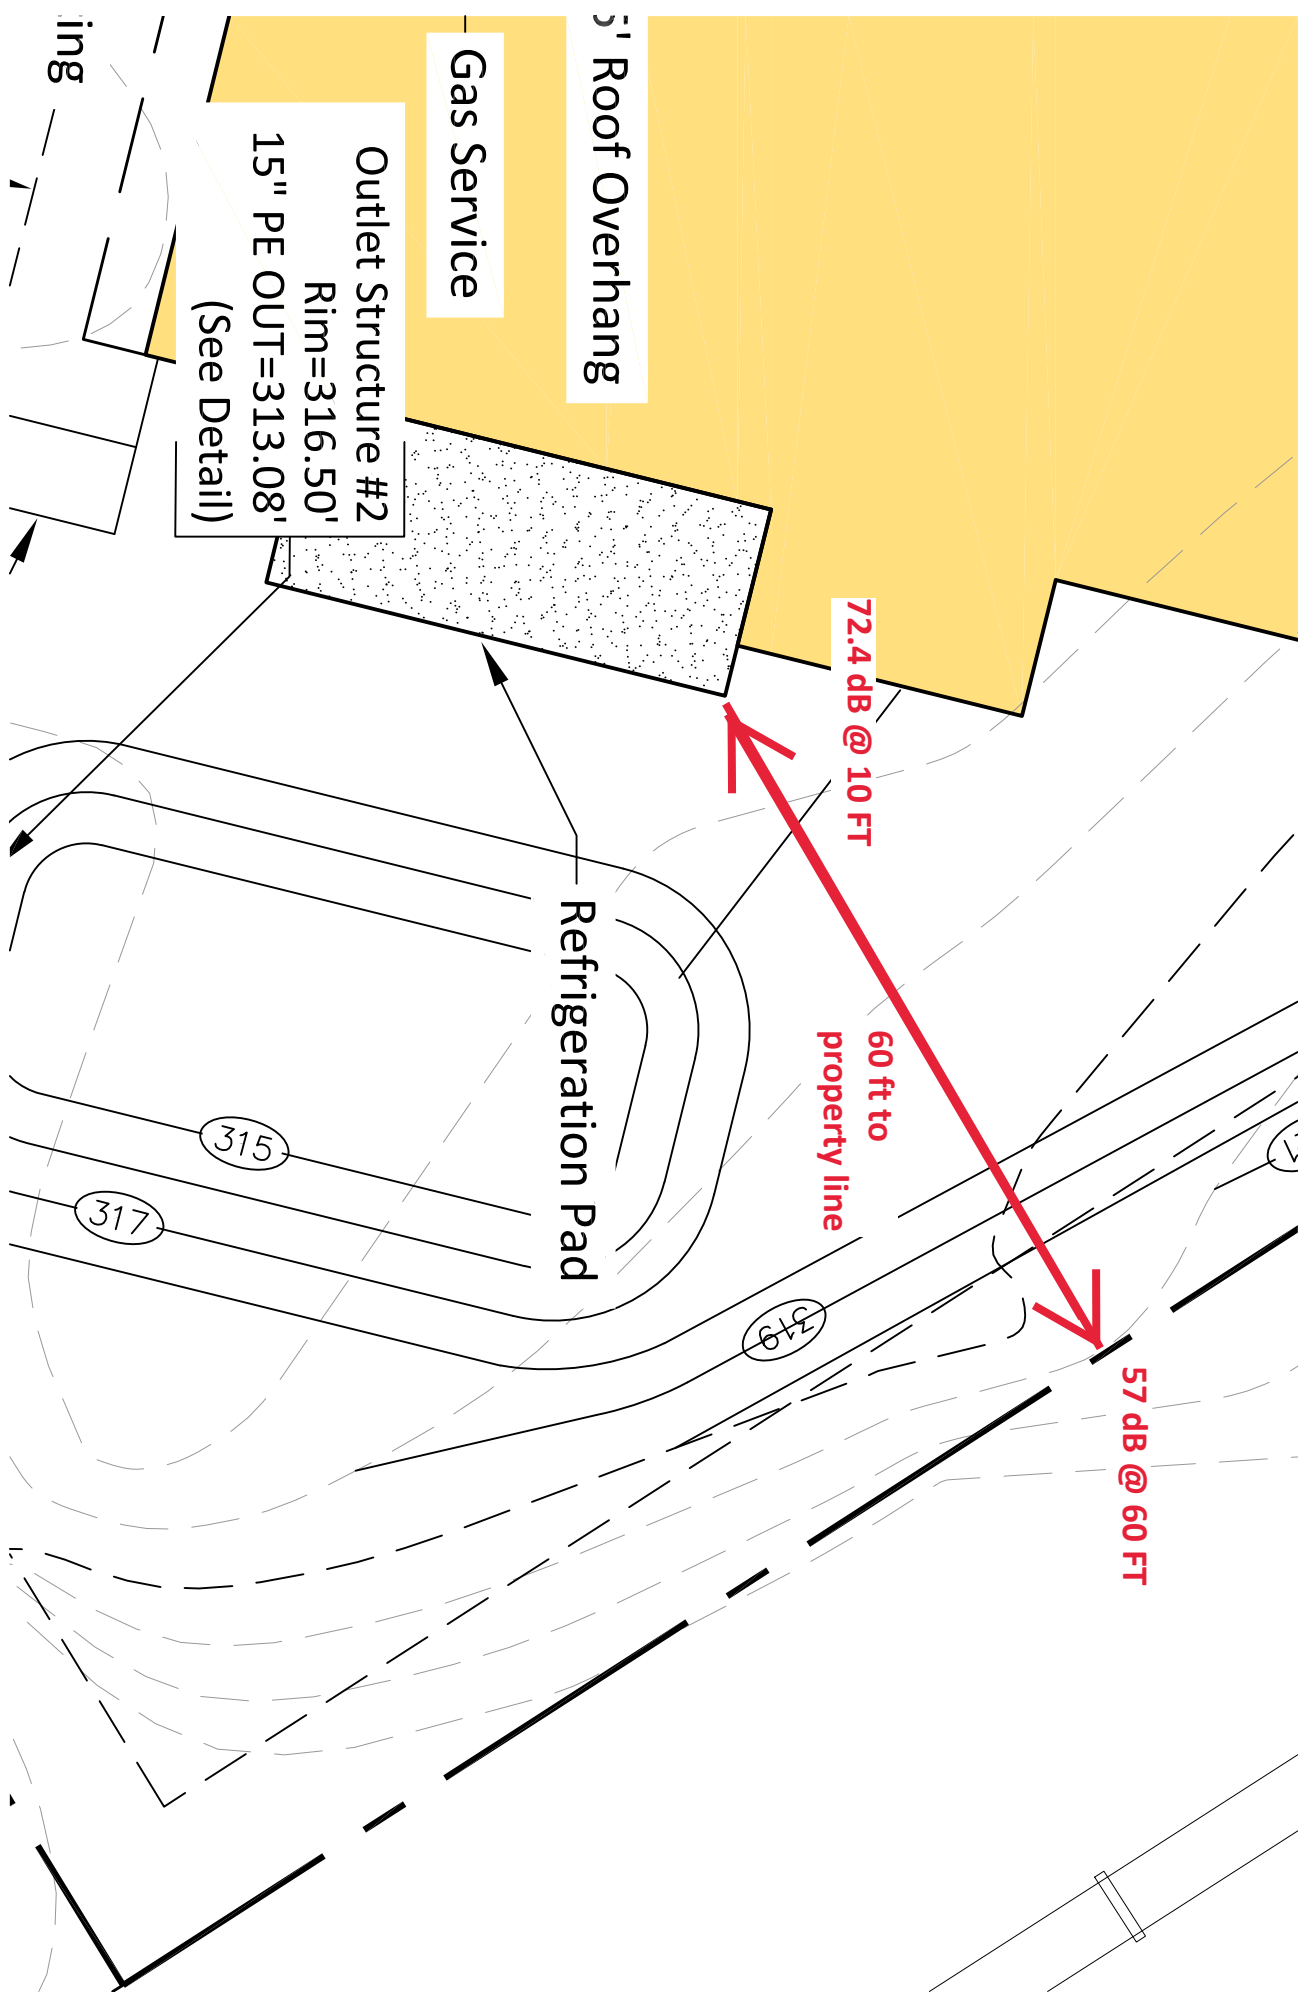 5' Roof Overhang
Gas Service
Outlet Structure #2
Rim=316.50'
15" PE OUT=313.08'
(See Detail)
ing
72.4 dB @ 10 FT
60 ft to
property line
57 dB @ 60 FT
Refrigeration Pad
315
317
319